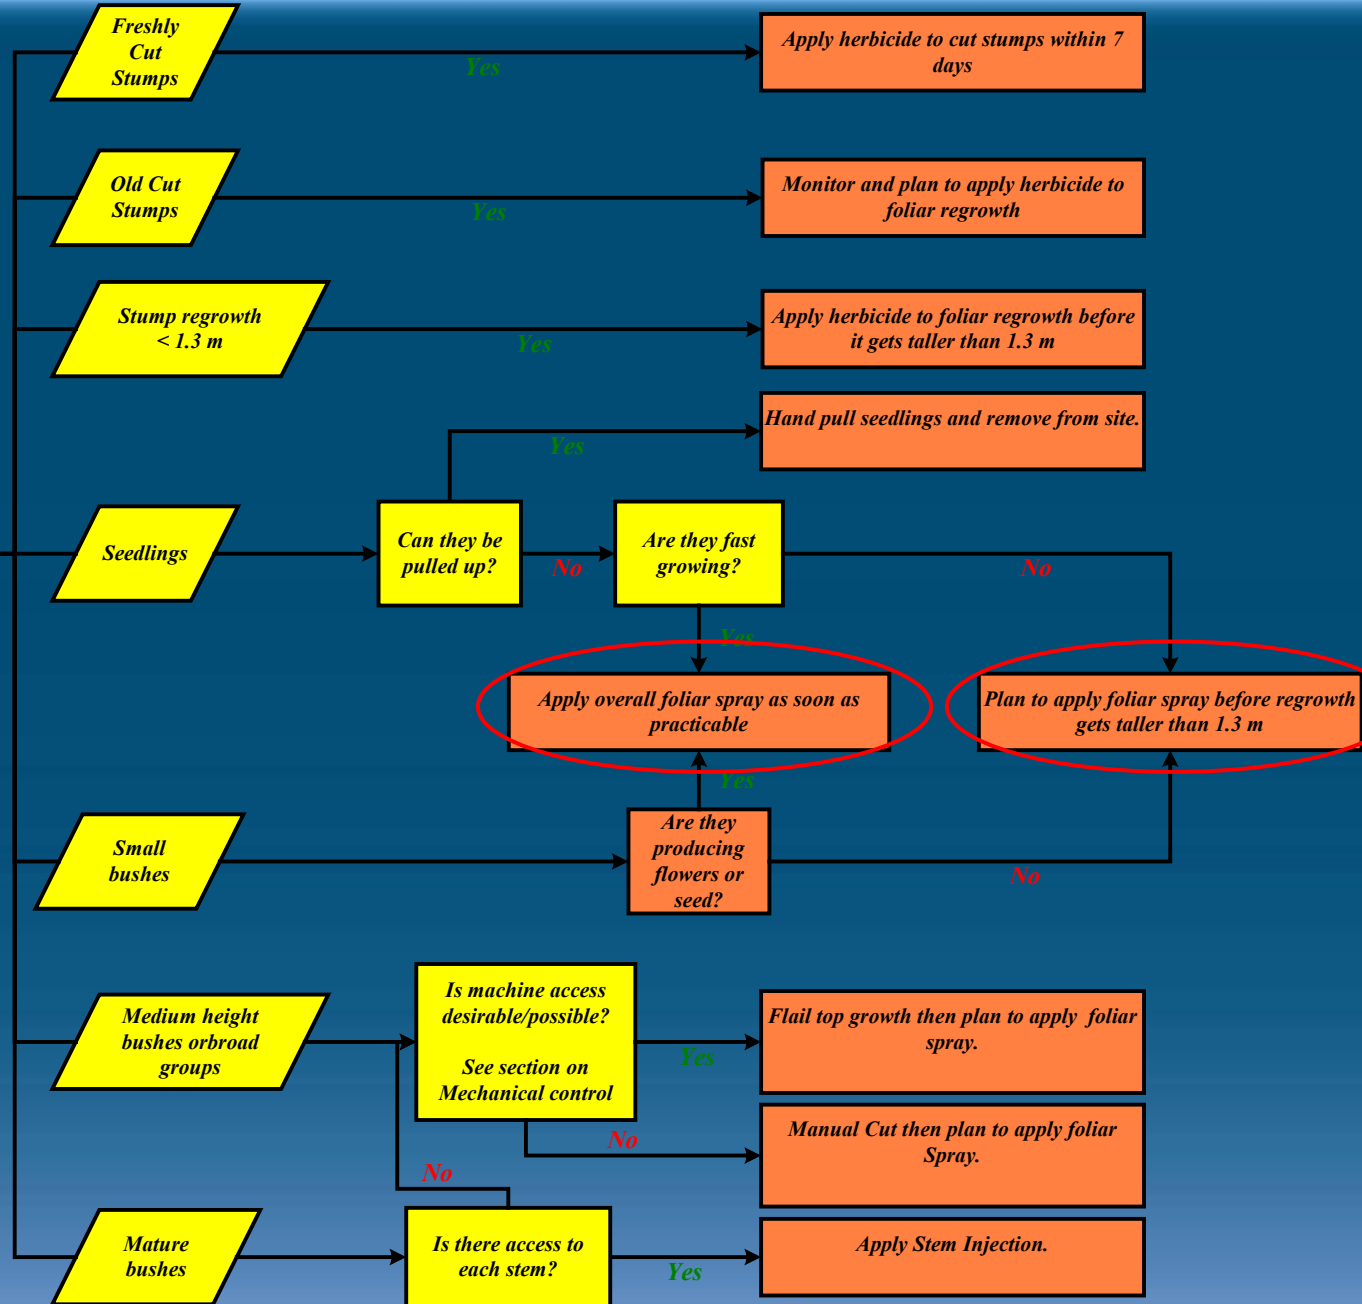 Freshly
Cut
Stumps
Yes
Apply herbicide to cut stumps within 7
days
Old Cut
Stumps
Yes
Monitor and plan to apply herbicide to
foliar regrowth
Stump regrowth
< 1.3 m
Yes
Apply herbicide to foliar regrowth before
it gets taller than 1.3 m
Hand pull seedlings and remove from site.
Yes
Seedlings
Can they be
pulled up?
No
Are they fast
growing?
No
Yes
Apply overall foliar spray as soon as
practicable
Plan to apply foliar spray before regrowth
gets taller than 1.3 m
Yes
Small
bushes
Are they
producing
flowers or
seed?
No
Medium height
bushes orbroad
groups
Is machine access
desirable/possible?
See section on
Mechanical control
Yes
Flail top growth then plan to apply foliar
spray.
No
Manual Cut then plan to apply foliar
Spray.
No
Mature
bushes
Is there access to
each stem?
Yes
Apply Stem Injection.